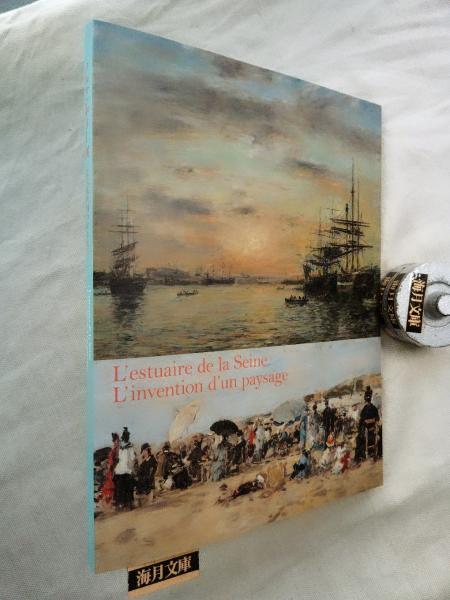 L'estuaire de la Seine
L'invention d'un paysage
海月文庫
海月文庫